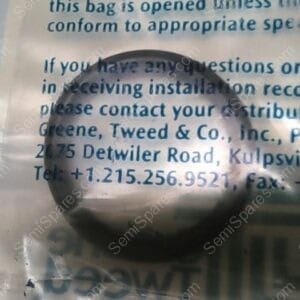 this bag is opened unless th
conform to appropriate spe
If you have any questions or
in receiving installation reco
please contact your distribu
Greene, Tweed & Co., Inc., P
2075 Detwiler Road, Kulpsvi
Tel: +1.215.256.9521, Fax:
Tweed
SemiSpares.com